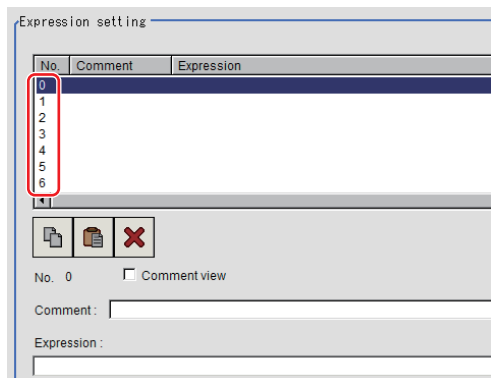 Expression setting
No. Comment Expression
0
1
2
3
4
5
6
No. 0 Comment view
Comment :
Expression :